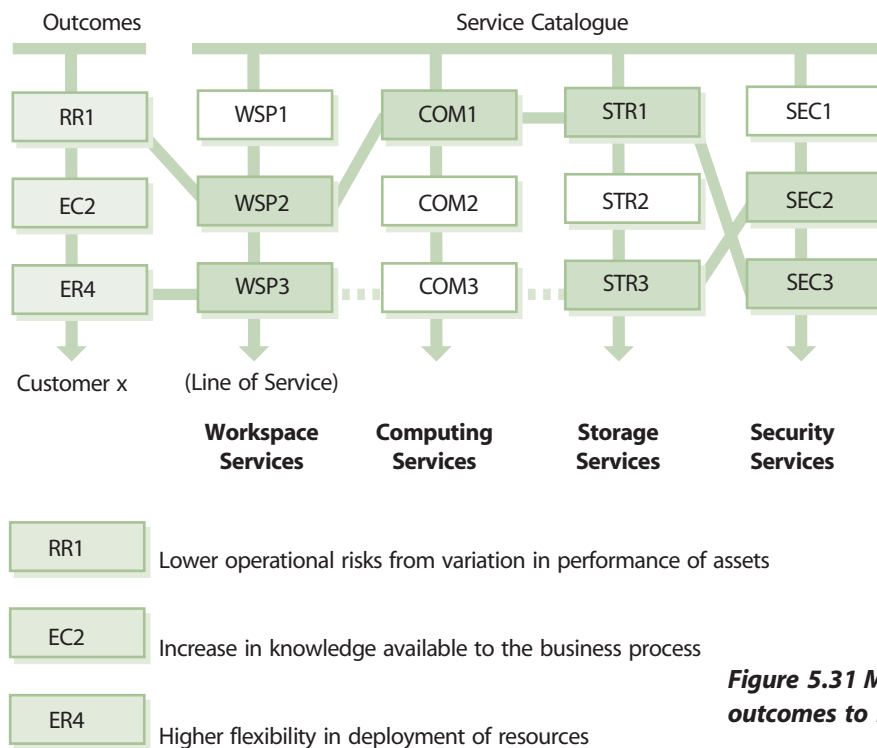 Outcomes Service Catalogue
RR1 WSP1 COM1 STR1 SEC1
EC2 WSP2 COM2 STR2 SEC2
ER4 WSP3 COM3 STR3 SEC3
Customer x (Line of Service)
Workspace Computing Storage Security
Services Services Services Services
RR1 Lower operational risks from variation in performance of assets
EC2 Increase in knowledge available to the business process
Figure 5.31 M
outcomes to
ER4 Higher flexibility in deployment of resources